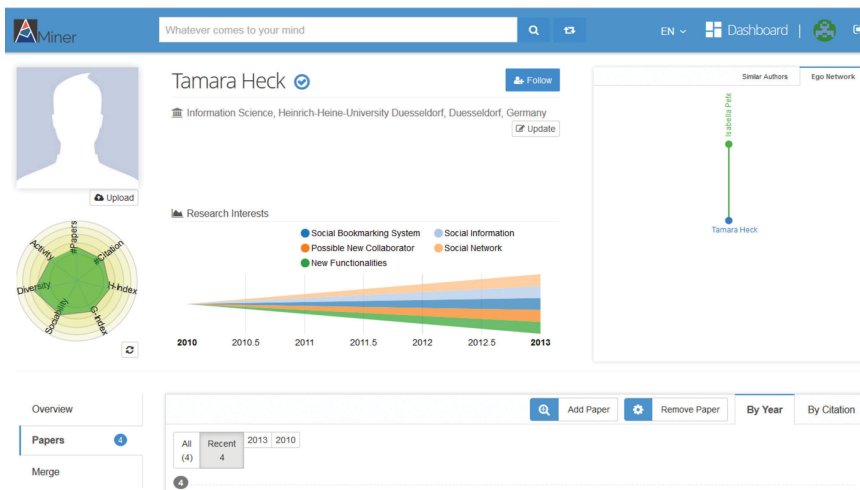 AMiner
Whatever comes to your mind
EN
Dashboard |
Tamara Heck
Follow
Information Science, Heinrich-Heine-University Duesseldorf, Duesseldorf, Germany
Update
Upload
#Papers
#Citation
H-Index
G-Index
Sociability
Diversity
Activity
Research Interests
Social Bookmarking System
Social Information
Possible New Collaborator
Social Network
New Functionalities
2010 2010.5 2011 2011.5 2012 2012.5 2013
Similar Authors Ego Network
Isabella Pete
Tamara Heck
Overview
Papers 4
Merge
Add Paper Remove Paper By Year By Citation
All Recent 2013 2010
(4) 4
4